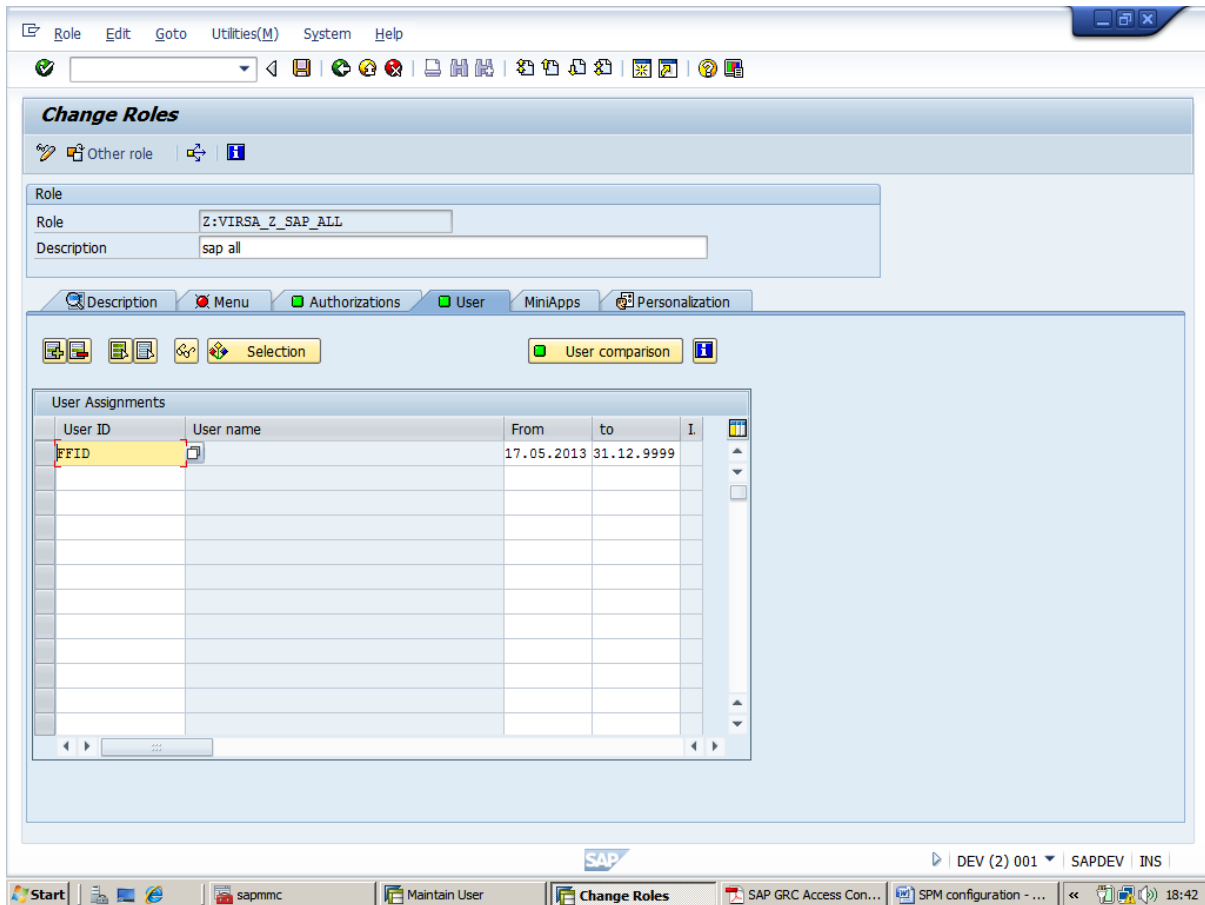 Role Edit Goto Utilities(M) System Help
Change Roles
Other role
Role
Role Z:VIRSA_Z_SAP_ALL
Description sap all
Description Menu Authorizations User MiniApps Personalization
Selection User comparison
User Assignments
User ID User name From to I.
FFID 17.05.2013 31.12.9999
SAP DEV (2) 001 SAPDEV INS
Start sapmmc Maintain User Change Roles SAP GRC Access Con... SPM configuration - ... « 18:42